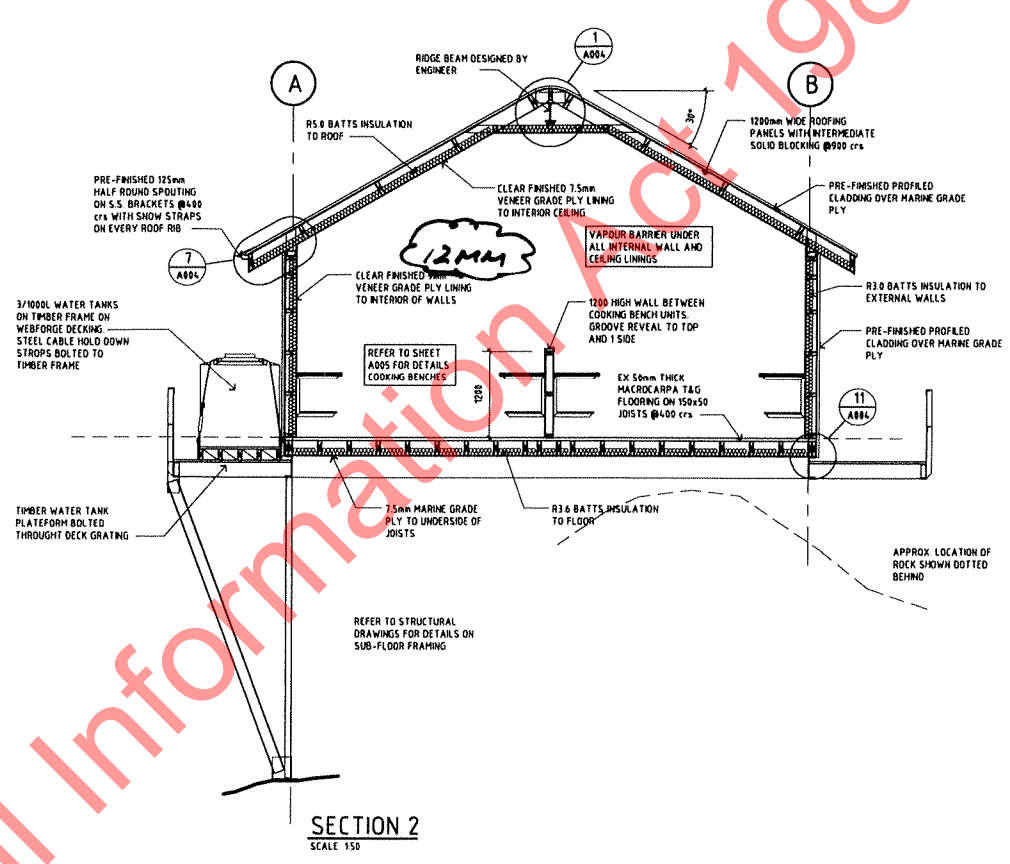 1
A004
RIDGE BEAM DESIGNED BY
ENGINEER
A
B
30°
R5.0 BATTS INSULATION
TO ROOF
1200mm WIDE ROOFING
PANELS WITH INTERMEDIATE
SOLID BLOCKING @900 crs
PRE-FINISHED 125mm
HALF ROUND SPOUTING
ON S.S. BRACKETS @400
crs WITH SNOW STRAPS
ON EVERY ROOF RIB
CLEAR FINISHED 7.5mm
VENEER GRADE PLY LINING
TO INTERIOR CEILING
PRE-FINISHED PROFILED
CLADDING OVER MARINE GRADE
PLY
12MM
VAPOUR BARRIER UNDER
ALL INTERNAL WALL AND
CEILING LININGS
7
A004
CLEAR FINISHED
VENEER GRADE PLY LINING
TO INTERIOR OF WALLS
R3.0 BATTS INSULATION TO
EXTERNAL WALLS
3/1000L WATER TANKS
ON TIMBER FRAME ON
WEBFORGE DECKING.
STEEL CABLE HOLD DOWN
STROPS BOLTED TO
TIMBER FRAME
1200 HIGH WALL BETWEEN
COOKING BENCH UNITS.
GROOVE REVEAL TO TOP
AND 1 SIDE
PRE-FINISHED PROFILED
CLADDING OVER MARINE GRADE
PLY
REFER TO SHEET
A005 FOR DETAILS
COOKING BENCHES
1200
EX 50mm THICK
MACROCARPA T&G
FLOORING ON 150x50
JOISTS @400 crs
11
A004
TIMBER WATER TANK
PLATEFORM BOLTED
THROUGHT DECK GRATING
7.5mm MARINE GRADE
PLY TO UNDERSIDE OF
JOISTS
R3.6 BATTS INSULATION
TO FLOOR
APPROX. LOCATION OF
ROCK SHOWN DOTTED
BEHIND
REFER TO STRUCTURAL
DRAWINGS FOR DETAILS ON
SUB-FLOOR FRAMING
SECTION 2
SCALE 1:50
Information Act